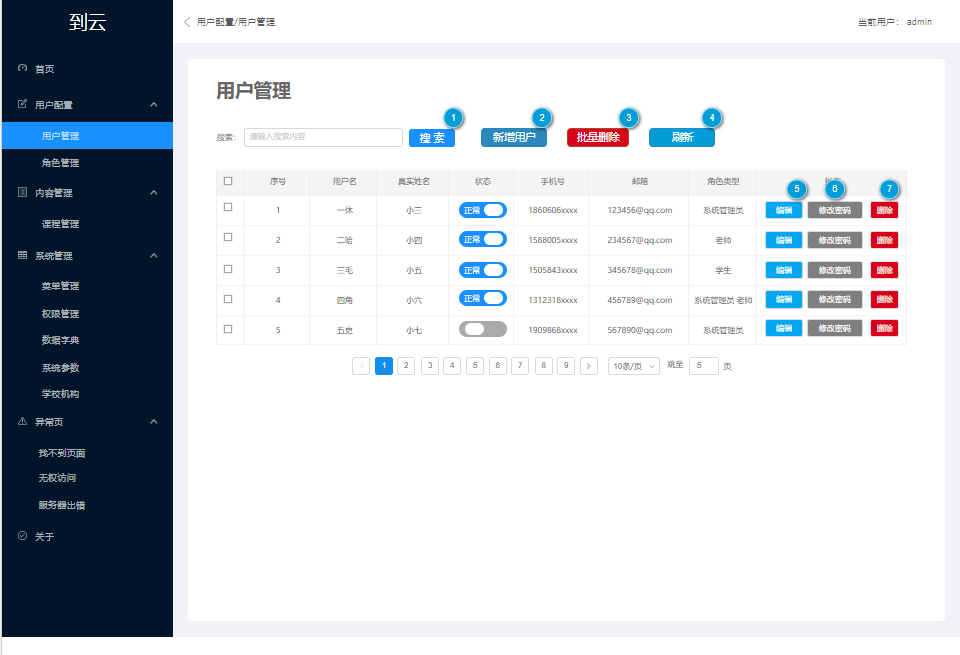 到云
用户配置/用户管理
当前用户： admin
首页
用户配置
用户管理
角色管理
内容管理
课程管理
系统管理
菜单管理
权限管理
数据字典
系统参数
学校机构
异常页
找不到页面
无权访问
服务器出错
关于
用户管理
1 2 3 4
搜索： 请输入搜索内容 搜 索 新增用户 批量删除 刷新
序号 用户名 真实姓名 状态 手机号 邮箱 角色类型
5 6 7
1 一休 小三 正常 1860606xxxx 123456@qq.com 系统管理员 编辑 修改密码 删除
2 二哈 小四 正常 1588005xxxx 234567@qq.com 老师 编辑 修改密码 删除
3 三毛 小五 正常 1505843xxxx 345678@qq.com 学生 编辑 修改密码 删除
4 四角 小六 正常 1312318xxxx 456789@qq.com 系统管理员 老师 编辑 修改密码 删除
5 五更 小七 1909868xxxx 567890@qq.com 系统管理员 编辑 修改密码 删除
1 2 3 4 5 6 7 8 9 10条/页 跳至 5 页